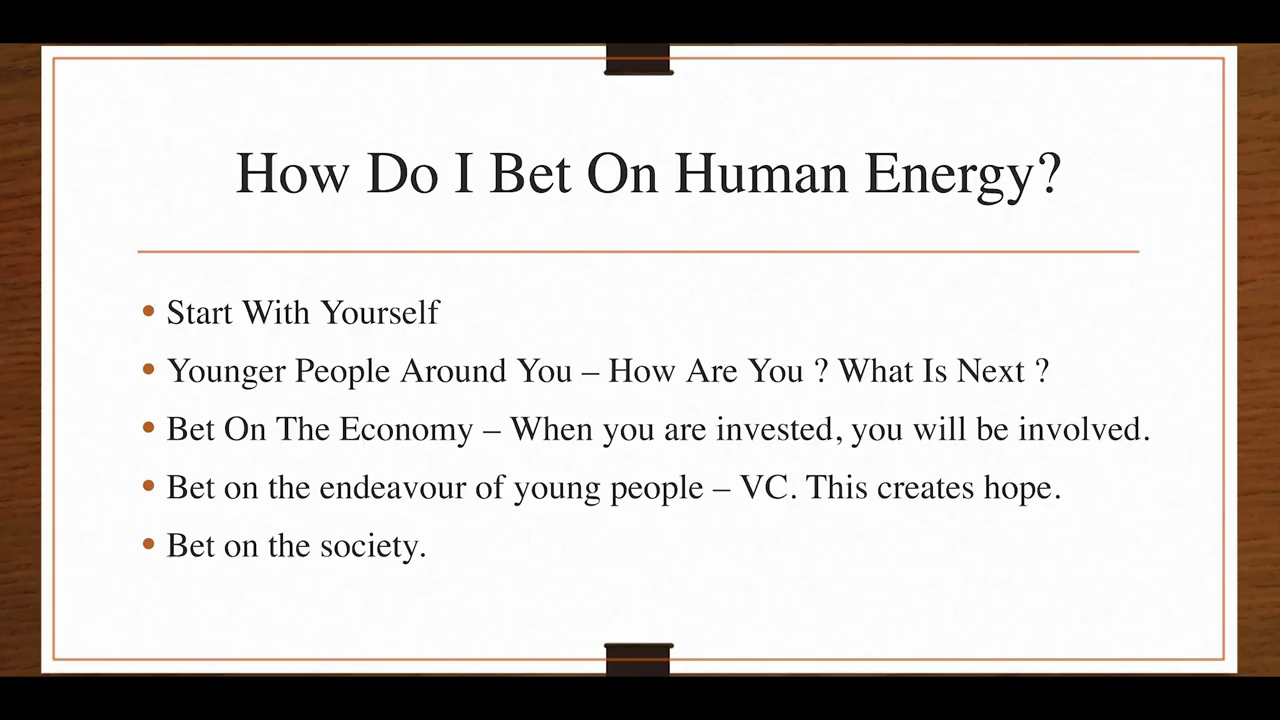 How Do I Bet On Human Energy?
• Start With Yourself
• Younger People Around You – How Are You ? What Is Next ?
• Bet On The Economy – When you are invested, you will be involved.
• Bet on the endeavour of young people – VC. This creates hope.
• Bet on the society.